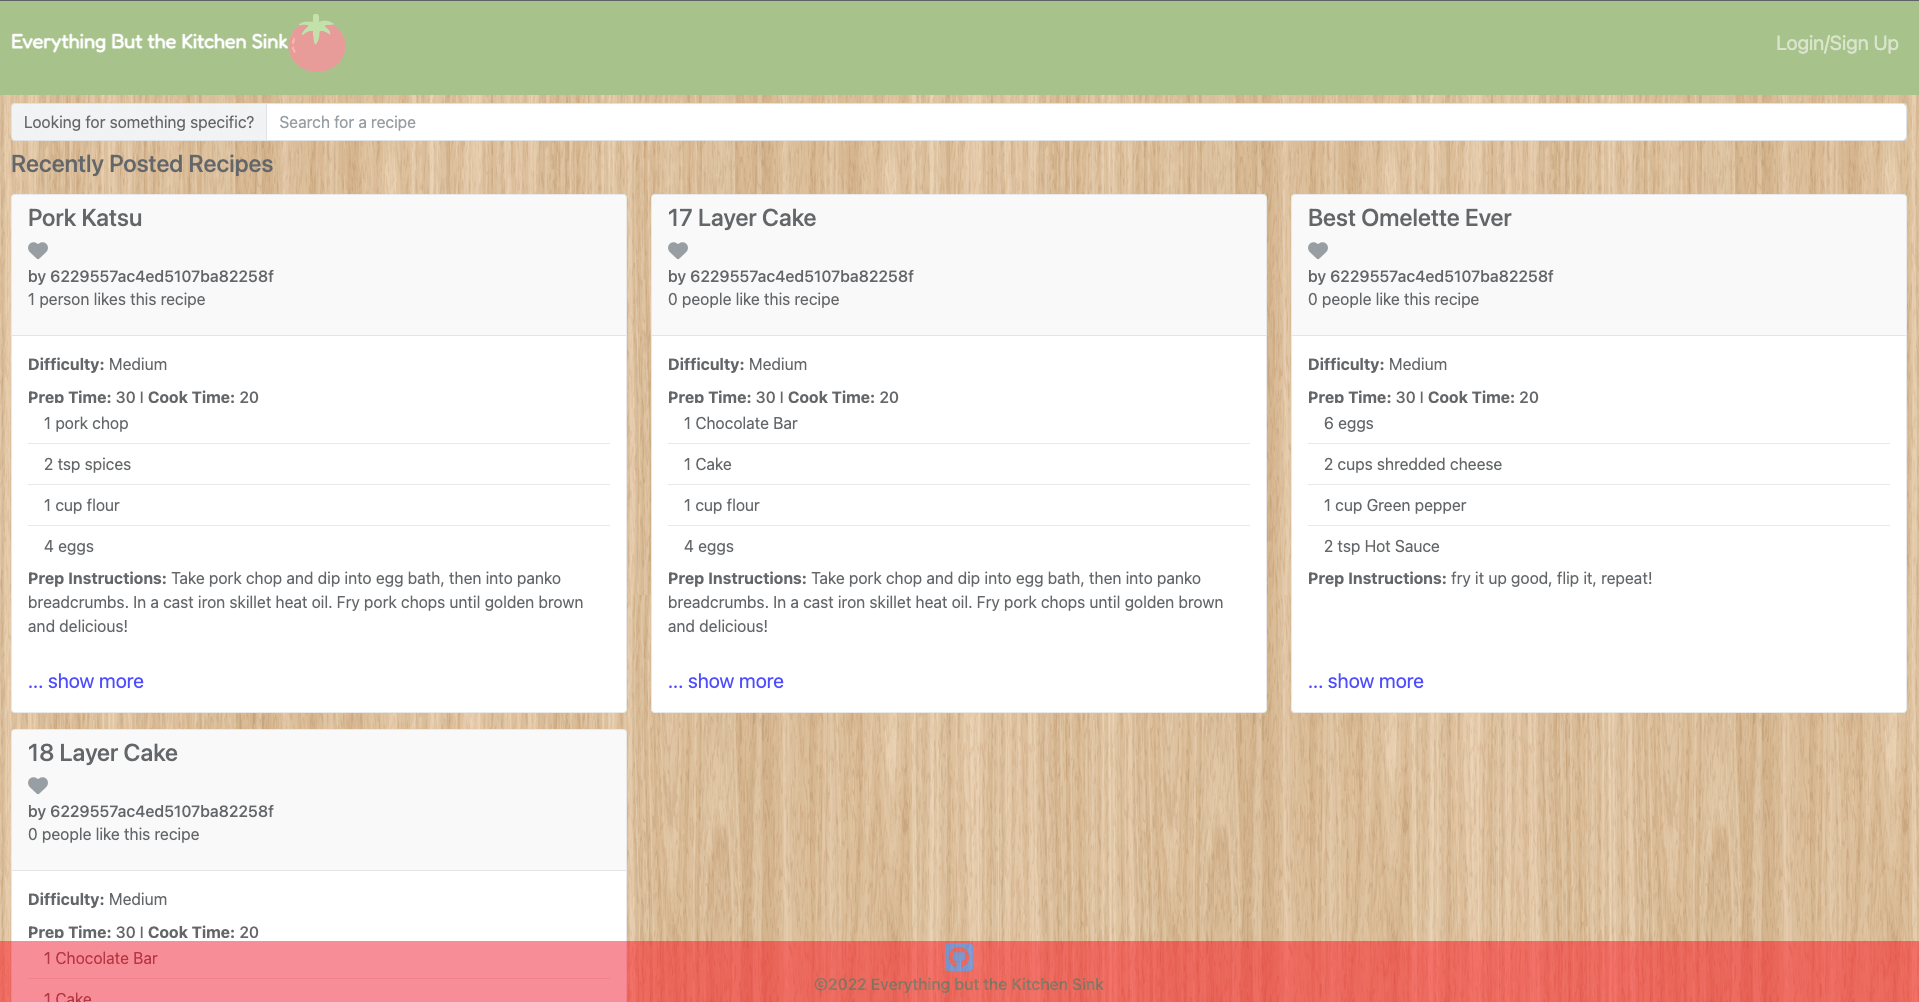 Everything But the Kitchen Sink
Login/Sign Up
Looking for something specific?
Search for a recipe
Recently Posted Recipes
Pork Katsu
by 6229557ac4ed5107ba82258f
1 person likes this recipe
Difficulty: Medium
Prep Time: 30 | Cook Time: 20
1 pork chop
2 tsp spices
1 cup flour
4 eggs
Prep Instructions: Take pork chop and dip into egg bath, then into panko
breadcrumbs. In a cast iron skillet heat oil. Fry pork chops until golden brown
and delicious!
... show more
17 Layer Cake
by 6229557ac4ed5107ba82258f
0 people like this recipe
Difficulty: Medium
Prep Time: 30 | Cook Time: 20
1 Chocolate Bar
1 Cake
1 cup flour
4 eggs
Prep Instructions: Take pork chop and dip into egg bath, then into panko
breadcrumbs. In a cast iron skillet heat oil. Fry pork chops until golden brown
and delicious!
... show more
Best Omelette Ever
by 6229557ac4ed5107ba82258f
0 people like this recipe
Difficulty: Medium
Prep Time: 30 | Cook Time: 20
6 eggs
2 cups shredded cheese
1 cup Green pepper
2 tsp Hot Sauce
Prep Instructions: fry it up good, flip it, repeat!
... show more
18 Layer Cake
by 6229557ac4ed5107ba82258f
0 people like this recipe
Difficulty: Medium
Prep Time: 30 | Cook Time: 20
1 Chocolate Bar
1 Cake
©2022 Everything but the Kitchen Sink